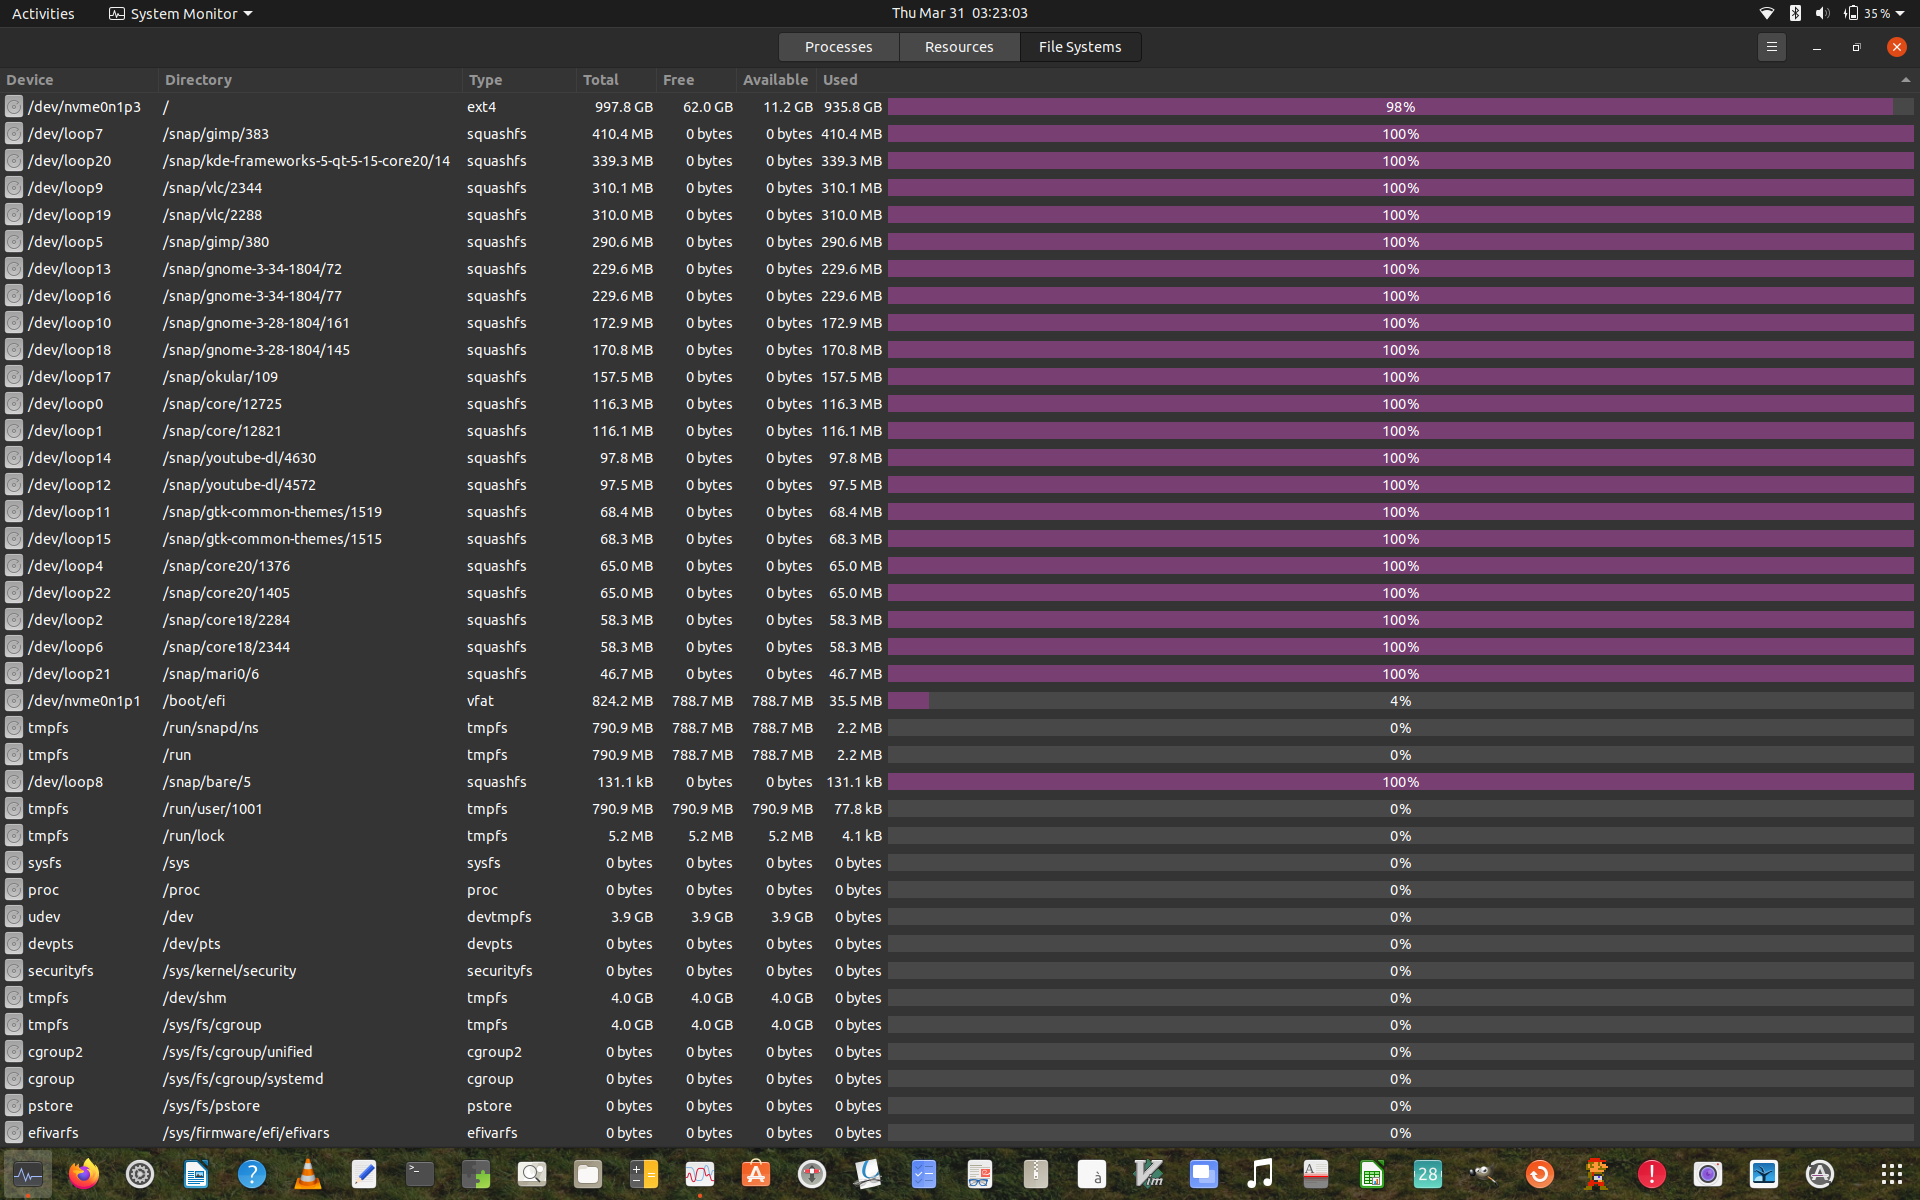 Activities System Monitor Thu Mar 31 03:23:03 35%
Processes Resources File Systems
Device Directory Type Total Free Available Used
/dev/nvme0n1p3 / ext4 997.8 GB 62.0 GB 11.2 GB 935.8 GB 98%
/dev/loop7 /snap/gimp/383 squashfs 410.4 MB 0 bytes 0 bytes 410.4 MB 100%
/dev/loop20 /snap/kde-frameworks-5-qt-5-15-core20/14 squashfs 339.3 MB 0 bytes 0 bytes 339.3 MB 100%
/dev/loop9 /snap/vlc/2344 squashfs 310.1 MB 0 bytes 0 bytes 310.1 MB 100%
/dev/loop19 /snap/vlc/2288 squashfs 310.0 MB 0 bytes 0 bytes 310.0 MB 100%
/dev/loop5 /snap/gimp/380 squashfs 290.6 MB 0 bytes 0 bytes 290.6 MB 100%
/dev/loop13 /snap/gnome-3-34-1804/72 squashfs 229.6 MB 0 bytes 0 bytes 229.6 MB 100%
/dev/loop16 /snap/gnome-3-34-1804/77 squashfs 229.6 MB 0 bytes 0 bytes 229.6 MB 100%
/dev/loop10 /snap/gnome-3-28-1804/161 squashfs 172.9 MB 0 bytes 0 bytes 172.9 MB 100%
/dev/loop18 /snap/gnome-3-28-1804/145 squashfs 170.8 MB 0 bytes 0 bytes 170.8 MB 100%
/dev/loop17 /snap/okular/109 squashfs 157.5 MB 0 bytes 0 bytes 157.5 MB 100%
/dev/loop0 /snap/core/12725 squashfs 116.3 MB 0 bytes 0 bytes 116.3 MB 100%
/dev/loop1 /snap/core/12821 squashfs 116.1 MB 0 bytes 0 bytes 116.1 MB 100%
/dev/loop14 /snap/youtube-dl/4630 squashfs 97.8 MB 0 bytes 0 bytes 97.8 MB 100%
/dev/loop12 /snap/youtube-dl/4572 squashfs 97.5 MB 0 bytes 0 bytes 97.5 MB 100%
/dev/loop11 /snap/gtk-common-themes/1519 squashfs 68.4 MB 0 bytes 0 bytes 68.4 MB 100%
/dev/loop15 /snap/gtk-common-themes/1515 squashfs 68.3 MB 0 bytes 0 bytes 68.3 MB 100%
/dev/loop4 /snap/core20/1376 squashfs 65.0 MB 0 bytes 0 bytes 65.0 MB 100%
/dev/loop22 /snap/core20/1405 squashfs 65.0 MB 0 bytes 0 bytes 65.0 MB 100%
/dev/loop2 /snap/core18/2284 squashfs 58.3 MB 0 bytes 0 bytes 58.3 MB 100%
/dev/loop6 /snap/core18/2344 squashfs 58.3 MB 0 bytes 0 bytes 58.3 MB 100%
/dev/loop21 /snap/mari0/6 squashfs 46.7 MB 0 bytes 0 bytes 46.7 MB 100%
/dev/nvme0n1p1 /boot/efi vfat 824.2 MB 788.7 MB 788.7 MB 35.5 MB 4%
tmpfs /run/snapd/ns tmpfs 790.9 MB 788.7 MB 788.7 MB 2.2 MB 0%
tmpfs /run tmpfs 790.9 MB 788.7 MB 788.7 MB 2.2 MB 0%
/dev/loop8 /snap/bare/5 squashfs 131.1 kB 0 bytes 0 bytes 131.1 kB 100%
tmpfs /run/user/1001 tmpfs 790.9 MB 790.9 MB 790.9 MB 77.8 kB 0%
tmpfs /run/lock tmpfs 5.2 MB 5.2 MB 5.2 MB 4.1 kB 0%
sysfs /sys sysfs 0 bytes 0 bytes 0 bytes 0 bytes 0%
proc /proc proc 0 bytes 0 bytes 0 bytes 0 bytes 0%
udev /dev devtmpfs 3.9 GB 3.9 GB 3.9 GB 0 bytes 0%
devpts /dev/pts devpts 0 bytes 0 bytes 0 bytes 0 bytes 0%
securityfs /sys/kernel/security securityfs 0 bytes 0 bytes 0 bytes 0 bytes 0%
tmpfs /dev/shm tmpfs 4.0 GB 4.0 GB 4.0 GB 0 bytes 0%
tmpfs /sys/fs/cgroup tmpfs 4.0 GB 4.0 GB 4.0 GB 0 bytes 0%
cgroup2 /sys/fs/cgroup/unified cgroup2 0 bytes 0 bytes 0 bytes 0 bytes 0%
cgroup /sys/fs/cgroup/systemd cgroup 0 bytes 0 bytes 0 bytes 0 bytes 0%
pstore /sys/fs/pstore pstore 0 bytes 0 bytes 0 bytes 0 bytes 0%
efivarfs /sys/firmware/efi/efivars efivarfs 0 bytes 0 bytes 0 bytes 0 bytes 0%
? >_ à Vim A 28 !